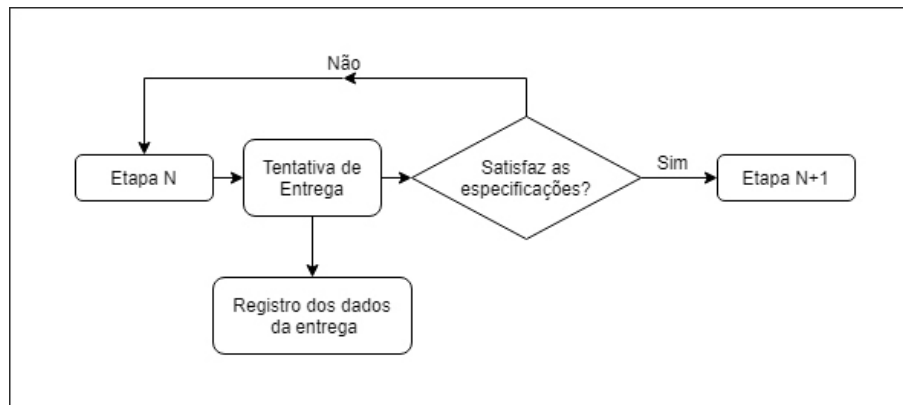 Não
Etapa N
Tentativa de
Entrega
Satisfaz as
especificações?
Sim
Etapa N+1
Registro dos dados
da entrega